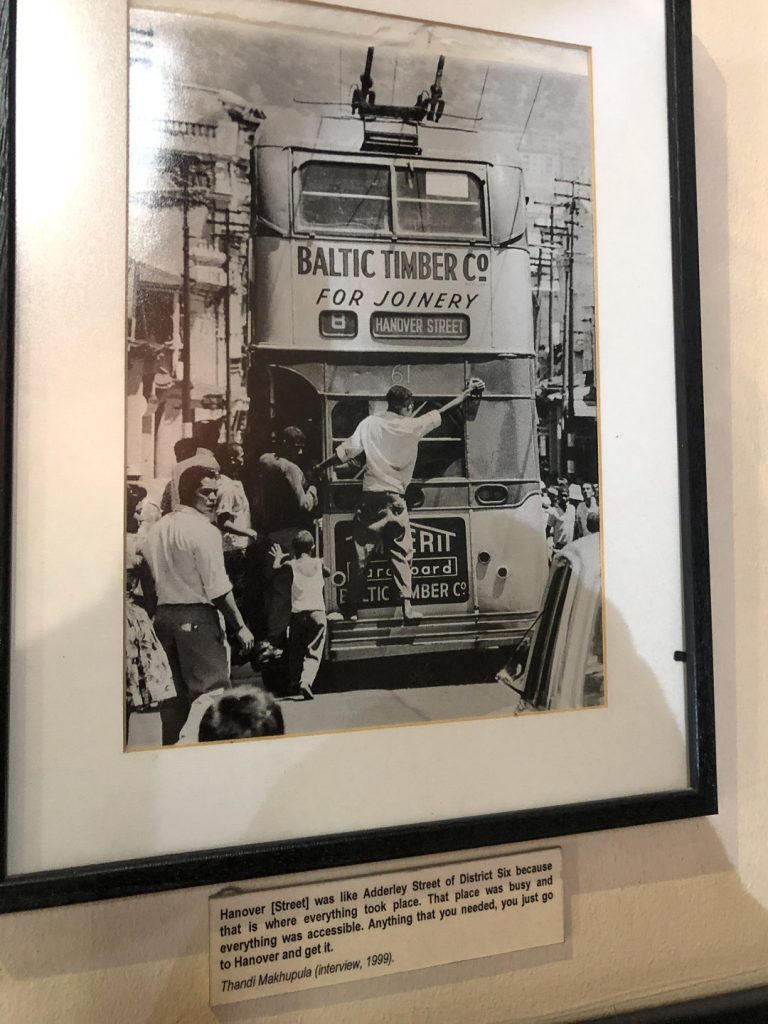 BALTIC TIMBER Cº
FOR JOINERY
8 HANOVER STREET
61
BALTIC TIMBER Cº
Hanover [Street] was like Adderley Street of District Six because
that is where everything took place. That place was busy and
everything was accessible. Anything that you needed, you just go
to Hanover and get it.
Thandi Makhupula (interview, 1999).